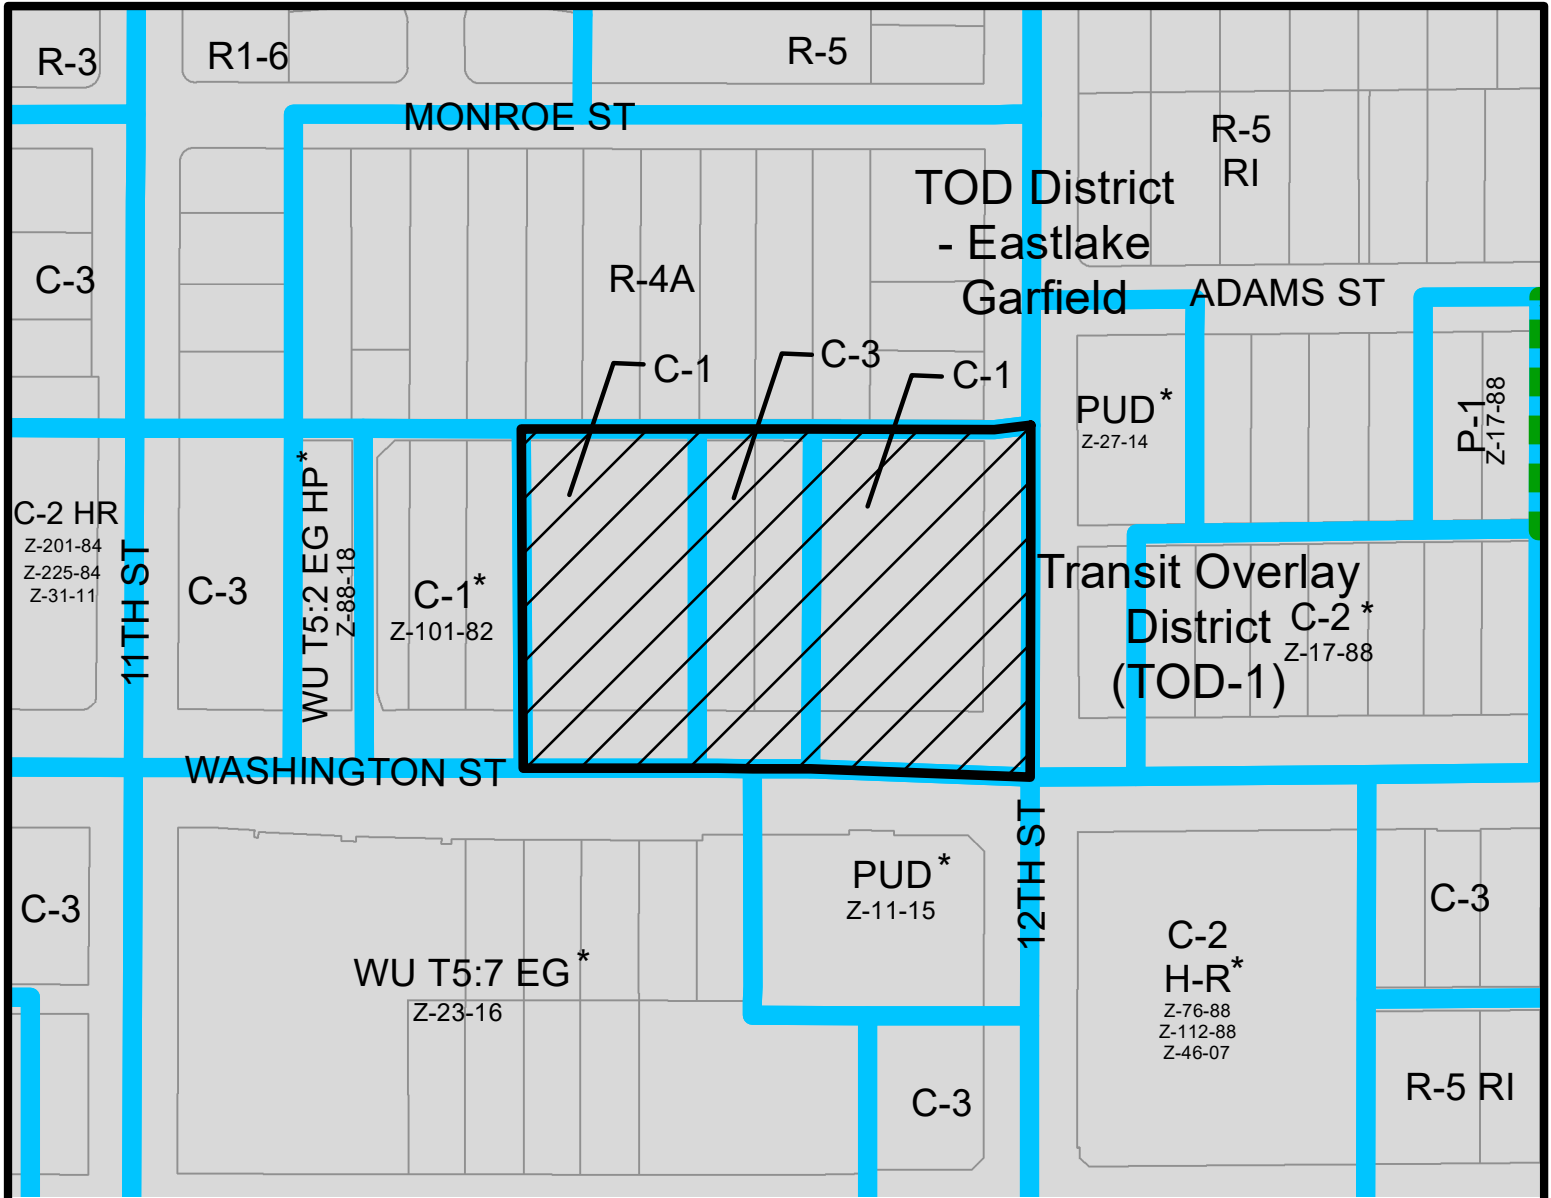 R-3
R1-6
R-5
MONROE ST
R-5
RI
TOD District
- Eastlake
Garfield
C-3
R-4A
ADAMS ST
C-1
C-3
C-1
PUD*
Z-27-14
P-1
Z-17-88
C-2 HR
Z-201-84
Z-225-84
Z-31-11
11TH ST
C-3
WU T5:2 EG HP*
Z-88-18
C-1*
Z-101-82
Transit Overlay
District
(TOD-1)
C-2 *
Z-17-88
WASHINGTON ST
12TH ST
C-3
WU T5:7 EG*
Z-23-16
PUD*
Z-11-15
C-3
C-2
H-R*
Z-76-88
Z-112-88
Z-46-07
C-3
R-5 RI